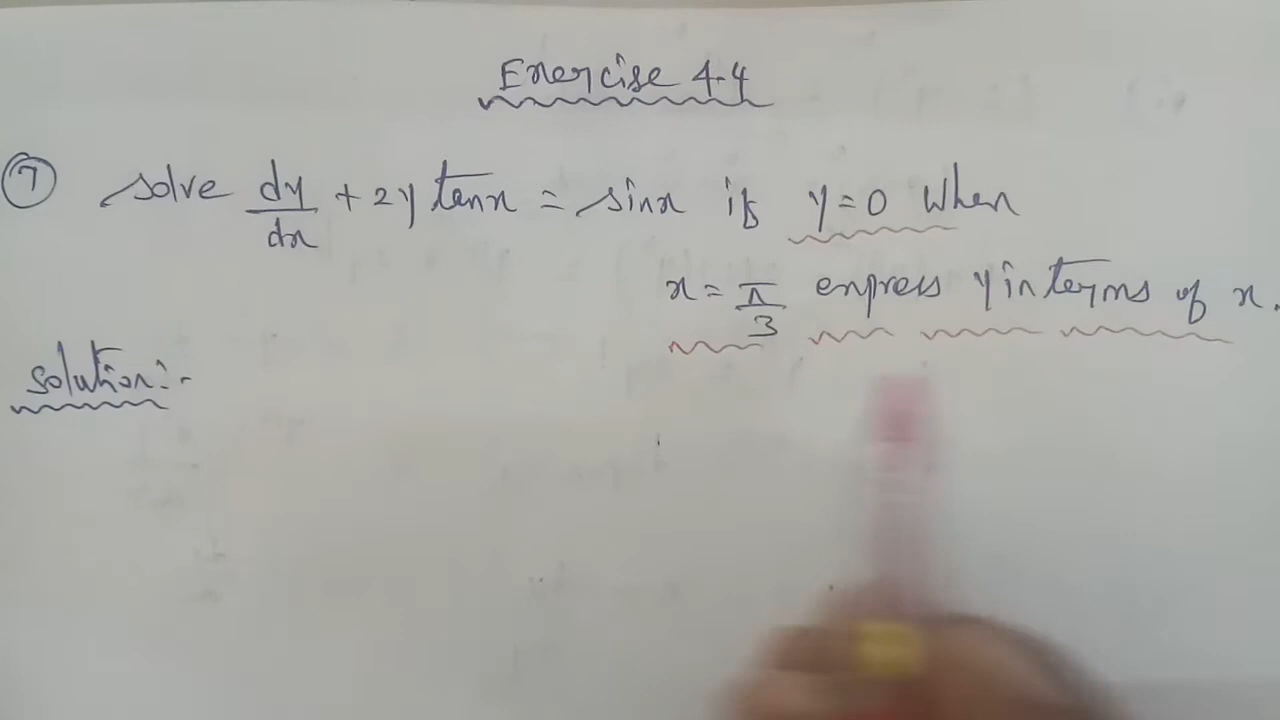 Exercise 4.4
7 solve dy/dx + 2y tanx = sinx if y=0 when
x = π/3 express y in terms of x.
solution:-